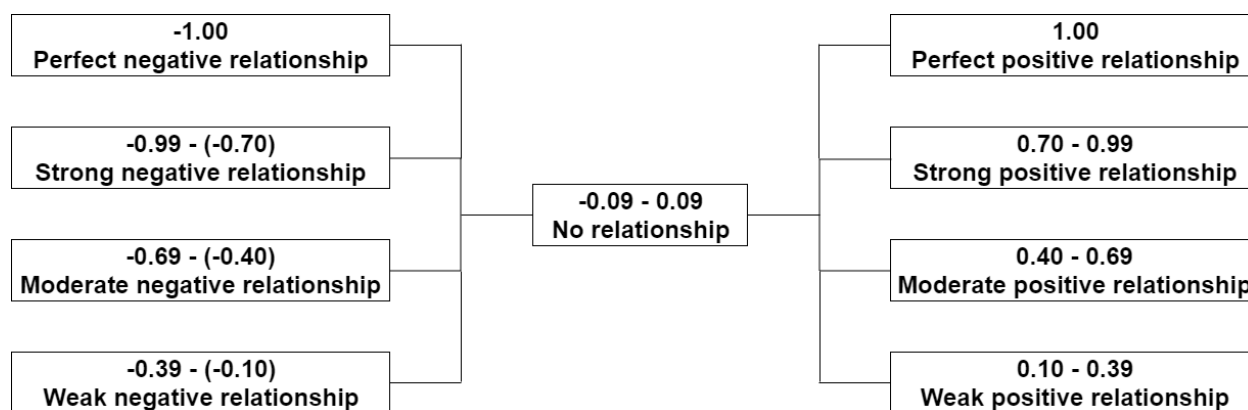 -1.00
Perfect negative relationship
-0.99 - (-0.70)
Strong negative relationship
-0.69 - (-0.40)
Moderate negative relationship
-0.39 - (-0.10)
Weak negative relationship
-0.09 - 0.09
No relationship
1.00
Perfect positive relationship
0.70 - 0.99
Strong positive relationship
0.40 - 0.69
Moderate positive relationship
0.10 - 0.39
Weak positive relationship